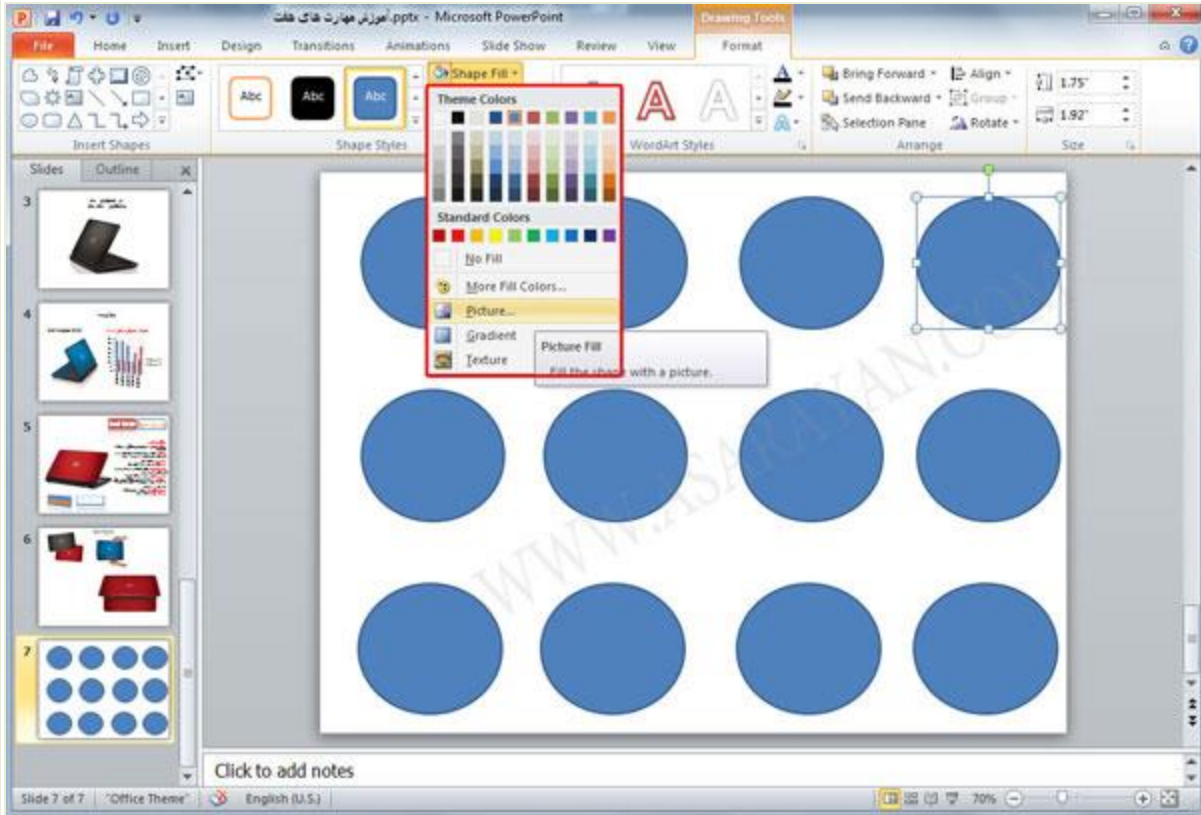 آموزش مهارت های هفت.pptx - Microsoft PowerPoint
Drawing Tools
File Home Insert Design Transitions Animations Slide Show Review View Format
Shape Fill
Bring Forward Align 1.75"
Abc Abc Abc
Send Backward Group
Selection Pane Rotate 1.92"
Insert Shapes Shape Styles WordArt Styles Arrange Size
Theme Colors
Standard Colors
No Fill
More Fill Colors...
Picture...
Gradient
Texture
Picture Fill
Fill the shape with a picture.
Slides Outline
3
4
5
6
7
WWW.ASARAYAN.COM
Click to add notes
Slide 7 of 7 "Office Theme" English (U.S.) 70%